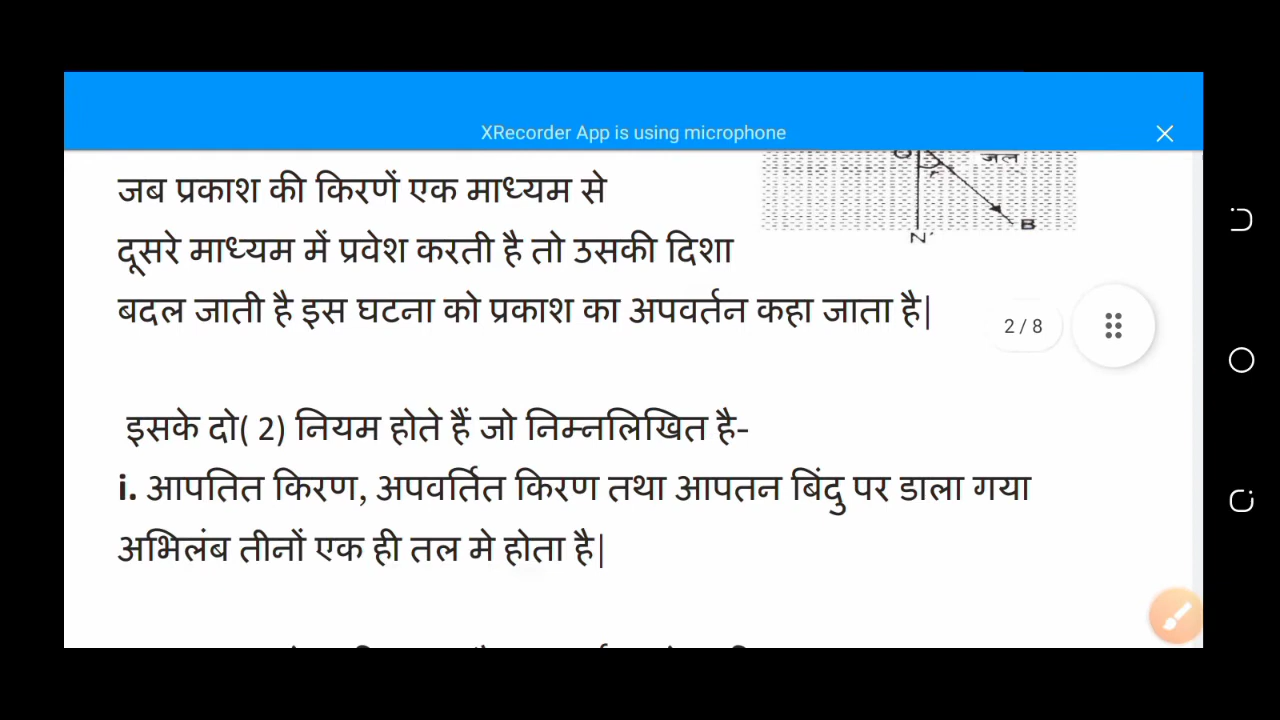 XRecorder App is using microphone
जल
जब प्रकाश की किरणें एक माध्यम से
दूसरे माध्यम में प्रवेश करती है तो उसकी दिशा
B
N'
बदल जाती है इस घटना को प्रकाश का अपवर्तन कहा जाता है|
2 / 8
इसके दो( 2) नियम होते हैं जो निम्नलिखित है-
i. आपतित किरण, अपवर्तित किरण तथा आपतन बिंदु पर डाला गया
अभिलंब तीनों एक ही तल मे होता है|